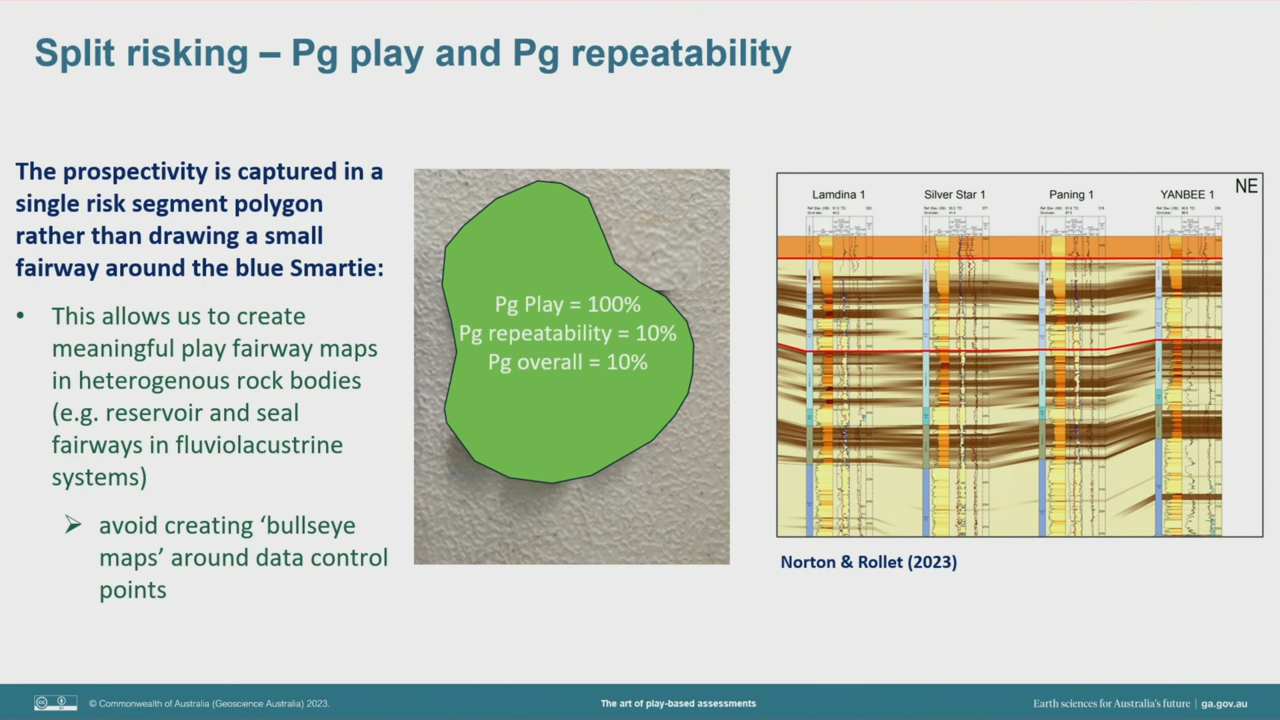 Split risking – Pg play and Pg repeatability
The prospectivity is captured in a
single risk segment polygon
rather than drawing a small
fairway around the blue Smartie:
• This allows us to create
meaningful play fairway maps
in heterogenous rock bodies
(e.g. reservoir and seal
fairways in fluviolacustrine
systems)
➢ avoid creating ‘bullseye
maps’ around data control
points
Pg Play = 100%
Pg repeatability = 10%
Pg overall = 10%
Lamdina 1
Silver Star 1
Paning 1
YANBEE 1
NE
Norton & Rollet (2023)
© Commonwealth of Australia (Geoscience Australia) 2023.
The art of play-based assessments
Earth sciences for Australia's future | ga.gov.au